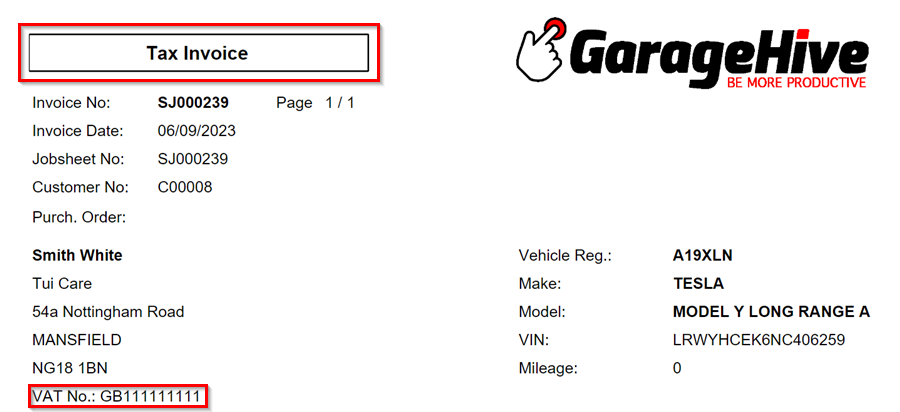 Tax Invoice
GarageHive
BE MORE PRODUCTIVE
Invoice No: SJ000239 Page 1 / 1
Invoice Date: 06/09/2023
Jobsheet No: SJ000239
Customer No: C00008
Purch. Order:
Smith White
Tui Care
54a Nottingham Road
MANSFIELD
NG18 1BN
VAT No.: GB111111111
Vehicle Reg.: A19XLN
Make: TESLA
Model: MODEL Y LONG RANGE A
VIN: LRWYHCEK6NC406259
Mileage: 0